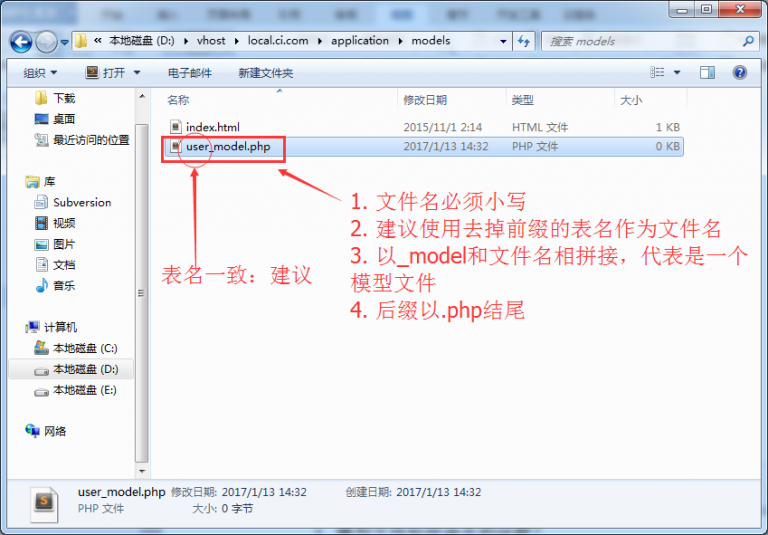 « 本地磁盘 (D:) ▸ vhost ▸ local.ci.com ▸ application ▸ models
搜索 models
组织 打开 电子邮件 新建文件夹
下载
桌面
最近访问的位置
库
Subversion
视频
图片
文档
音乐
计算机
本地磁盘 (C:)
本地磁盘 (D:)
本地磁盘 (E:)
网络
名称 修改日期 类型 大小
index.html 2015/11/1 2:14 HTML 文件 1 KB
user_model.php 2017/1/13 14:32 PHP 文件 0 KB
表名一致：建议
1. 文件名必须小写
2. 建议使用去掉前缀的表名作为文件名
3. 以_model和文件名相拼接，代表是一个
模型文件
4. 后缀以.php结尾
user_model.php 修改日期: 2017/1/13 14:32 创建日期: 2017/1/13 14:32
PHP 文件 大小: 0 字节